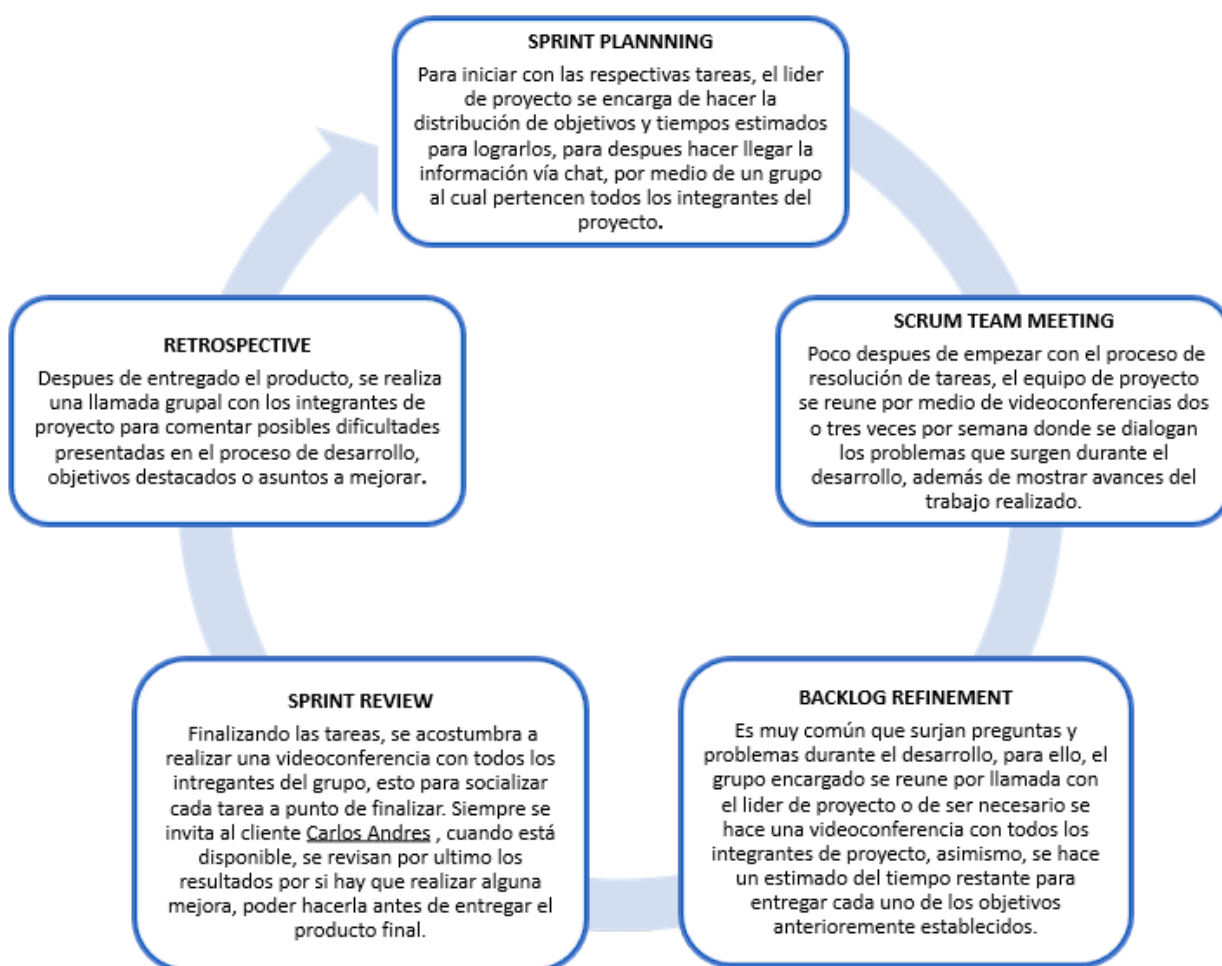 SPRINT PLANNNING
Para iniciar con las respectivas tareas, el lider
de proyecto se encarga de hacer la
distribución de objetivos y tiempos estimados
para lograrlos, para despues hacer llegar la
información vía chat, por medio de un grupo
al cual pertencen todos los integrantes del
proyecto.
SCRUM TEAM MEETING
Poco despues de empezar con el proceso de
resolución de tareas, el equipo de proyecto
se reune por medio de videoconferencias dos
o tres veces por semana donde se dialogan
los problemas que surgen durante el
desarrollo, además de mostrar avances del
trabajo realizado.
BACKLOG REFINEMENT
Es muy común que surjan preguntas y
problemas durante el desarrollo, para ello, el
grupo encargado se reune por llamada con
el lider de proyecto o de ser necesario se
hace una videoconferencia con todos los
integrantes de proyecto, asimismo, se hace
un estimado del tiempo restante para
entregar cada uno de los objetivos
anteriormente establecidos.
SPRINT REVIEW
Finalizando las tareas, se acostumbra a
realizar una videoconferencia con todos los
intregantes del grupo, esto para socializar
cada tarea a punto de finalizar. Siempre se
invita al cliente Carlos Andres , cuando está
disponible, se revisan por ultimo los
resultados por si hay que realizar alguna
mejora, poder hacerla antes de entregar el
producto final.
RETROSPECTIVE
Despues de entregado el producto, se realiza
una llamada grupal con los integrantes de
proyecto para comentar posibles dificultades
presentadas en el proceso de desarrollo,
objetivos destacados o asuntos a mejorar.